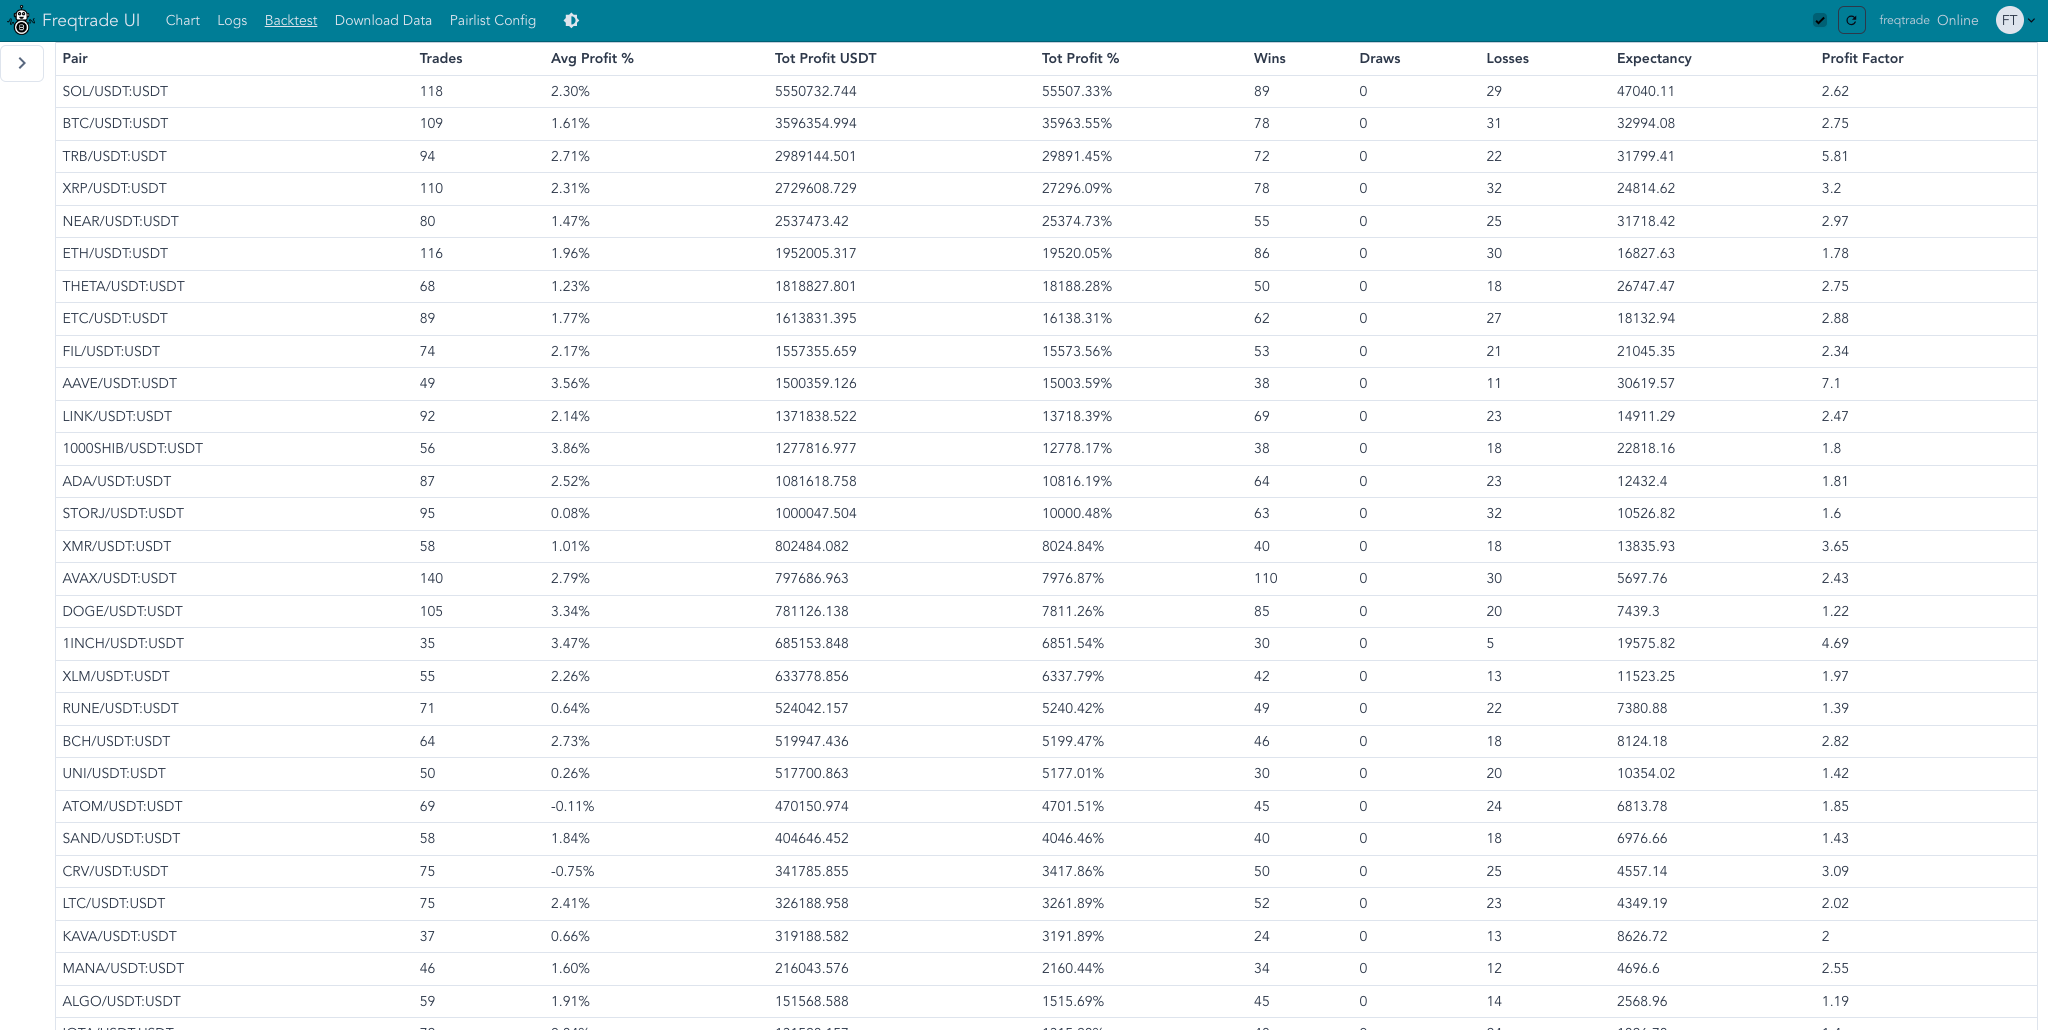 Freqtrade UI Chart Logs Backtest Download Data Pairlist Config freqtrade Online FT
Pair Trades Avg Profit % Tot Profit USDT Tot Profit % Wins Draws Losses Expectancy Profit Factor
SOL/USDT:USDT 118 2.30% 5550732.744 55507.33% 89 0 29 47040.11 2.62
BTC/USDT:USDT 109 1.61% 3596354.994 35963.55% 78 0 31 32994.08 2.75
TRB/USDT:USDT 94 2.71% 2989144.501 29891.45% 72 0 22 31799.41 5.81
XRP/USDT:USDT 110 2.31% 2729608.729 27296.09% 78 0 32 24814.62 3.2
NEAR/USDT:USDT 80 1.47% 2537473.42 25374.73% 55 0 25 31718.42 2.97
ETH/USDT:USDT 116 1.96% 1952005.317 19520.05% 86 0 30 16827.63 1.78
THETA/USDT:USDT 68 1.23% 1818827.801 18188.28% 50 0 18 26747.47 2.75
ETC/USDT:USDT 89 1.77% 1613831.395 16138.31% 62 0 27 18132.94 2.88
FIL/USDT:USDT 74 2.17% 1557355.659 15573.56% 53 0 21 21045.35 2.34
AAVE/USDT:USDT 49 3.56% 1500359.126 15003.59% 38 0 11 30619.57 7.1
LINK/USDT:USDT 92 2.14% 1371838.522 13718.39% 69 0 23 14911.29 2.47
1000SHIB/USDT:USDT 56 3.86% 1277816.977 12778.17% 38 0 18 22818.16 1.8
ADA/USDT:USDT 87 2.52% 1081618.758 10816.19% 64 0 23 12432.4 1.81
STORJ/USDT:USDT 95 0.08% 1000047.504 10000.48% 63 0 32 10526.82 1.6
XMR/USDT:USDT 58 1.01% 802484.082 8024.84% 40 0 18 13835.93 3.65
AVAX/USDT:USDT 140 2.79% 797686.963 7976.87% 110 0 30 5697.76 2.43
DOGE/USDT:USDT 105 3.34% 781126.138 7811.26% 85 0 20 7439.3 1.22
1INCH/USDT:USDT 35 3.47% 685153.848 6851.54% 30 0 5 19575.82 4.69
XLM/USDT:USDT 55 2.26% 633778.856 6337.79% 42 0 13 11523.25 1.97
RUNE/USDT:USDT 71 0.64% 524042.157 5240.42% 49 0 22 7380.88 1.39
BCH/USDT:USDT 64 2.73% 519947.436 5199.47% 46 0 18 8124.18 2.82
UNI/USDT:USDT 50 0.26% 517700.863 5177.01% 30 0 20 10354.02 1.42
ATOM/USDT:USDT 69 -0.11% 470150.974 4701.51% 45 0 24 6813.78 1.85
SAND/USDT:USDT 58 1.84% 404646.452 4046.46% 40 0 18 6976.66 1.43
CRV/USDT:USDT 75 -0.75% 341785.855 3417.86% 50 0 25 4557.14 3.09
LTC/USDT:USDT 75 2.41% 326188.958 3261.89% 52 0 23 4349.19 2.02
KAVA/USDT:USDT 37 0.66% 319188.582 3191.89% 24 0 13 8626.72 2
MANA/USDT:USDT 46 1.60% 216043.576 2160.44% 34 0 12 4696.6 2.55
ALGO/USDT:USDT 59 1.91% 151568.588 1515.69% 45 0 14 2568.96 1.19